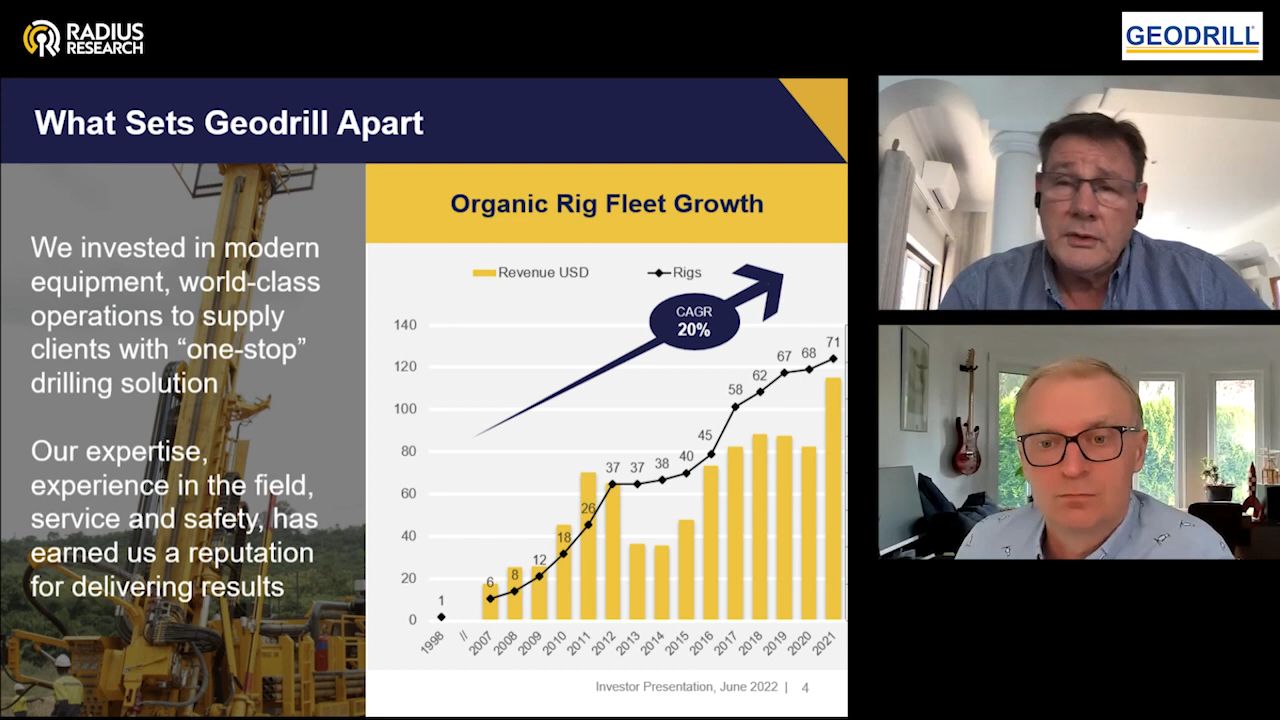 RADIUS
RESEARCH
GEODRILL
What Sets Geodrill Apart
We invested in modern
equipment, world-class
operations to supply
clients with “one-stop”
drilling solution
Our expertise,
experience in the field,
service and safety, has
earned us a reputation
for delivering results
Organic Rig Fleet Growth
Revenue USD
Rigs
CAGR
20%
140
120
100
80
60
40
20
0
1
6
8
12
18
26
37
37
38
40
45
58
62
67
68
71
1998
//
2007
2008
2009
2010
2011
2012
2013
2014
2015
2016
2017
2018
2019
2020
2021
Investor Presentation, June 2022 | 4